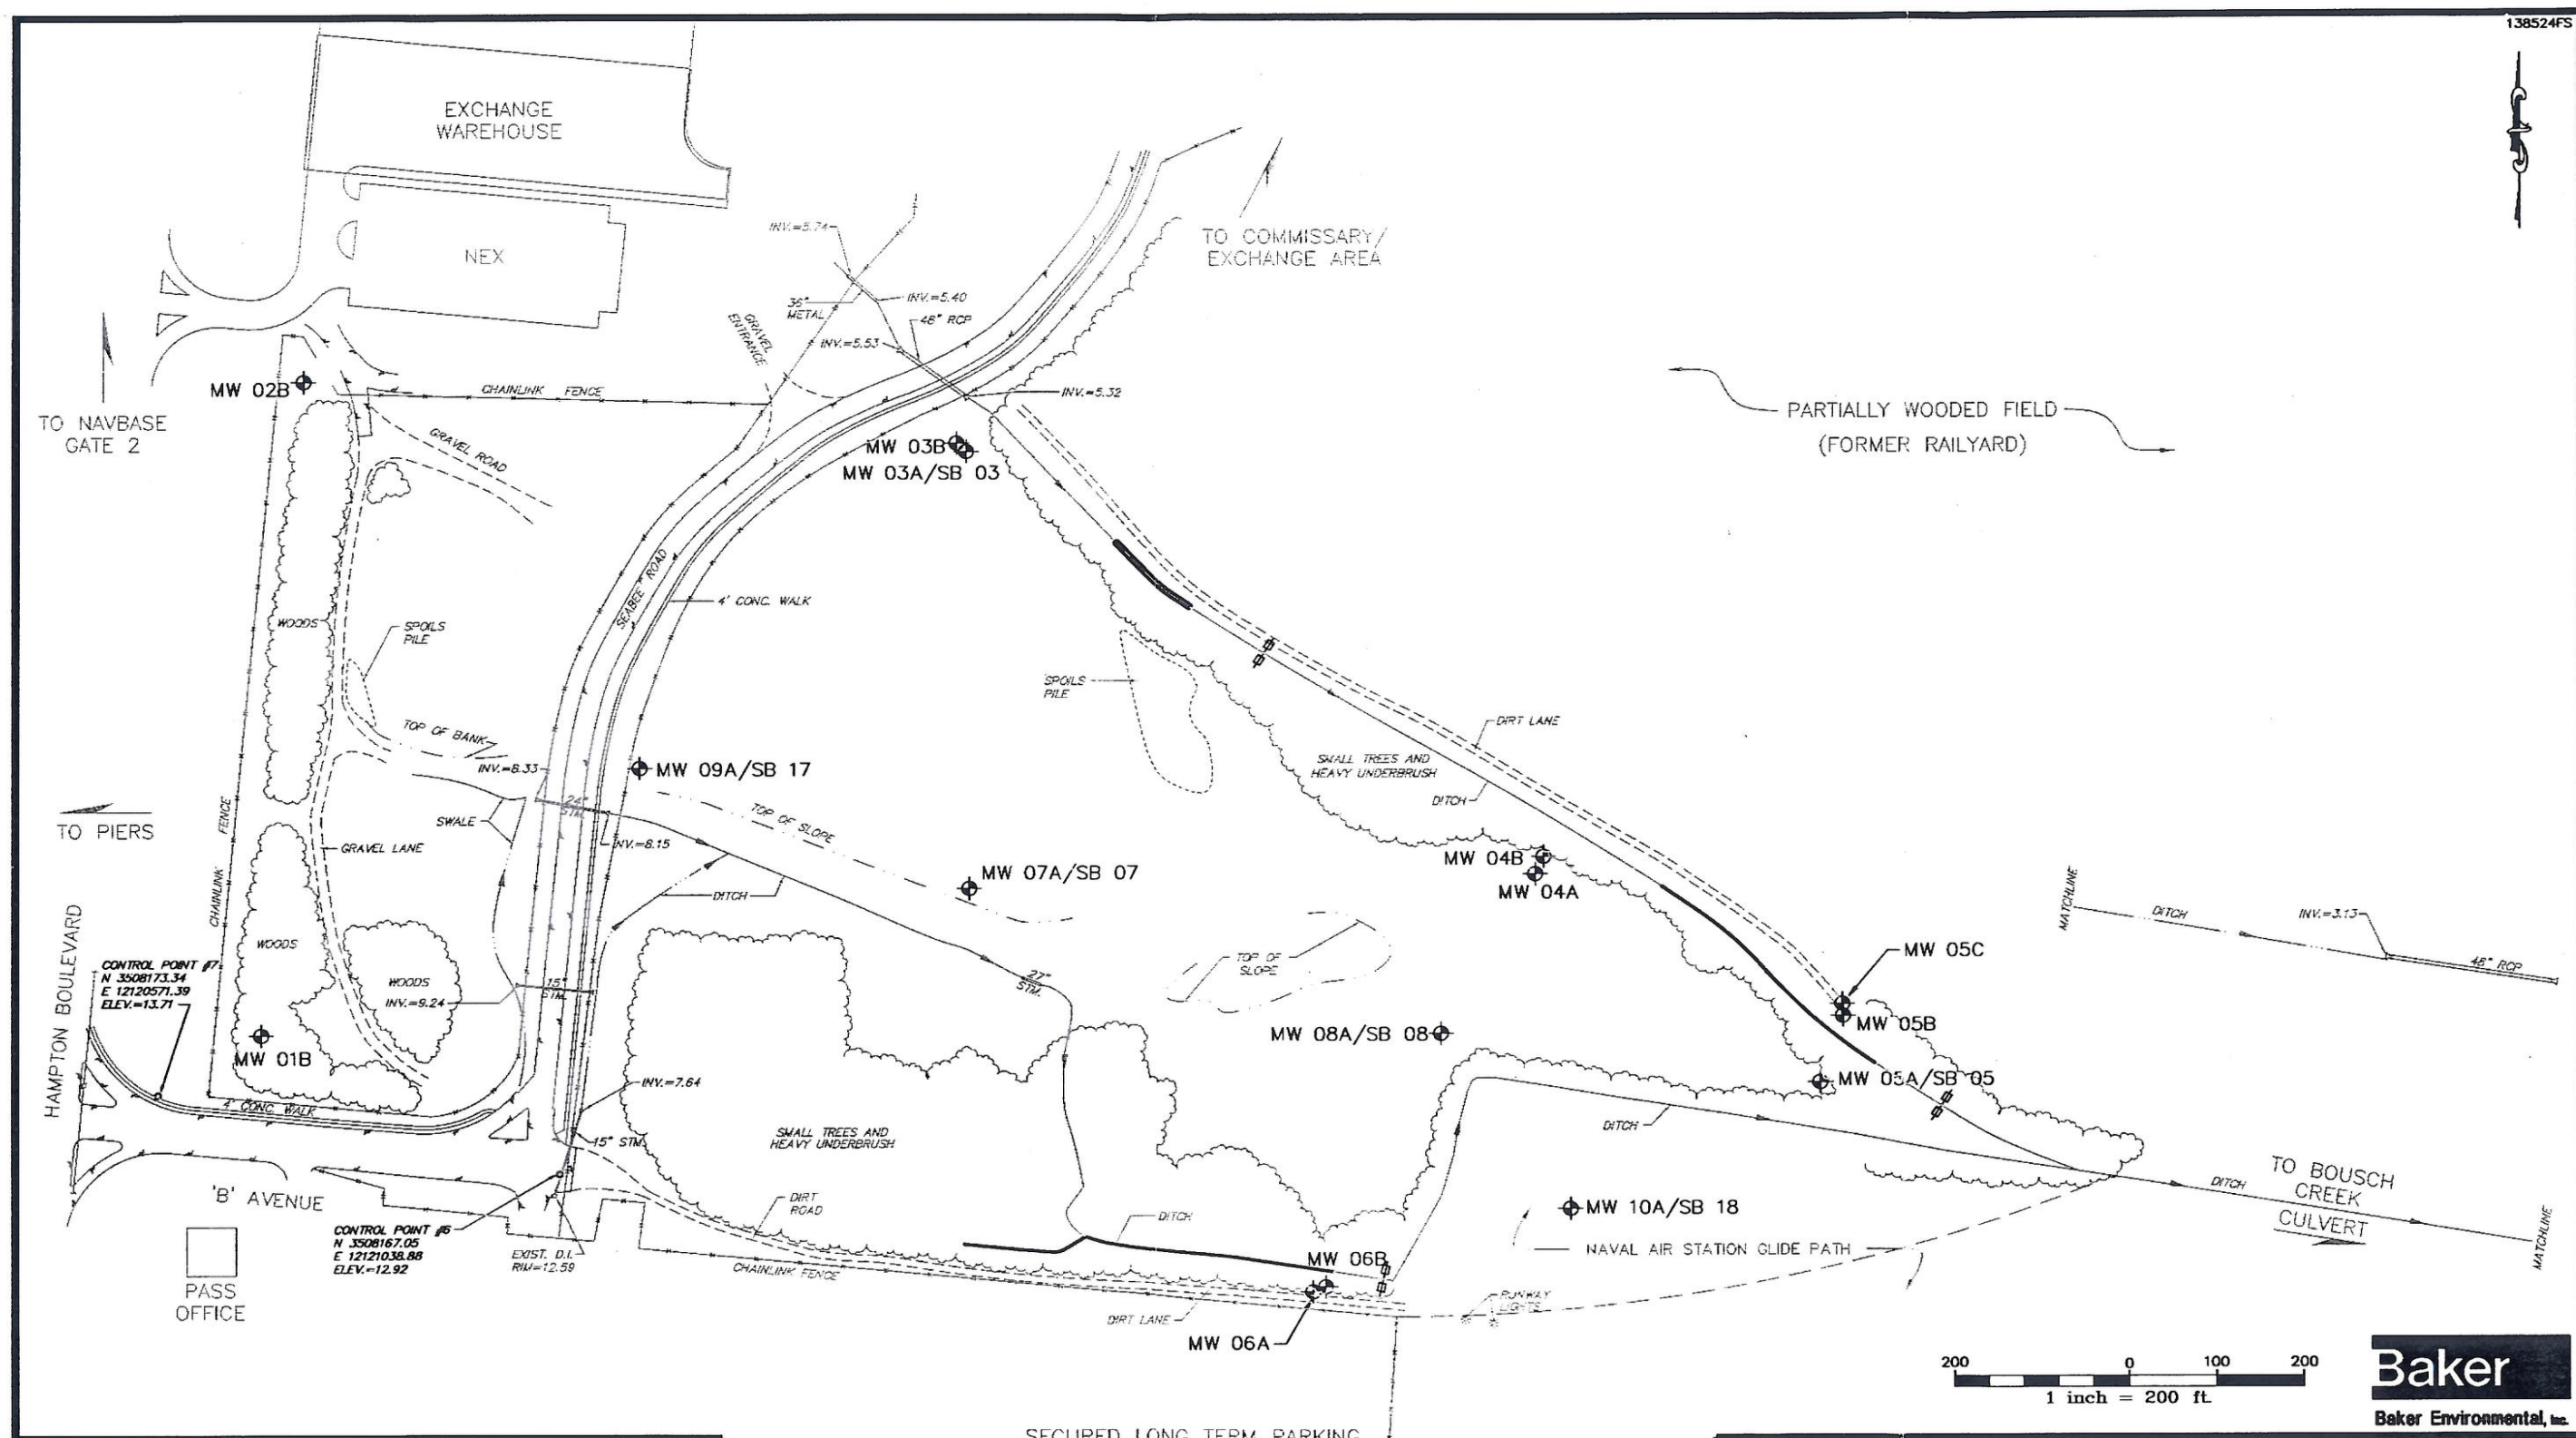 138524FS
EXCHANGE
WAREHOUSE
NEX
INV.=5.74
TO COMMISSARY/
EXCHANGE AREA
36"
METAL
INV.=5.40
48" RCP
GRAVEL
ENTRANCE
INV.=5.53
MW 02B
CHAINLINK FENCE
INV.=5.32
TO NAVBASE
GATE 2
PARTIALLY WOODED FIELD
(FORMER RAILYARD)
GRAVEL ROAD
MW 03B
MW 03A/SB 03
SEABEE ROAD
4' CONC. WALK
WOODS
SPOILS
PILE
SPOILS
PILE
DIRT LANE
TOP OF BANK
SMALL TREES AND
HEAVY UNDERBRUSH
INV.=8.33
MW 09A/SB 17
DITCH
24"
STM.
TOP OF SLOPE
TO PIERS
SWALE
CHAINLINK FENCE
GRAVEL LANE
INV.=8.15
MW 04B
MW 04A
MW 07A/SB 07
DITCH
MATCHLINE
DITCH
INV.=3.13
48" RCP
HAMPTON BOULEVARD
WOODS
MW 05C
CONTROL POINT #7
N 3508173.34
E 12120571.39
ELEV.=13.71
TOP OF
SLOPE
27"
STM.
WOODS
INV.=9.24
15"
STM.
MW 05B
MW 08A/SB 08
MW 01B
MW 05A/SB 05
INV.=7.64
4' CONC. WALK
DITCH
SMALL TREES AND
HEAVY UNDERBRUSH
15" STM.
TO BOUSCH
CREEK
CULVERT
DITCH
'B' AVENUE
DIRT
ROAD
MW 10A/SB 18
DITCH
MATCHLINE
CONTROL POINT #6
N 3508167.05
E 12121038.88
ELEV.=12.92
EXIST. D.I.
RIM=12.59
NAVAL AIR STATION GLIDE PATH
MW 06B
CHAINLINK FENCE
PASS
OFFICE
RUNWAY
LIGHTS
DIRT LANE
MW 06A
200 0 100 200
1 inch = 200 ft.
Baker
Baker Environmental, Inc.
SECURED LONG TERM PARKING